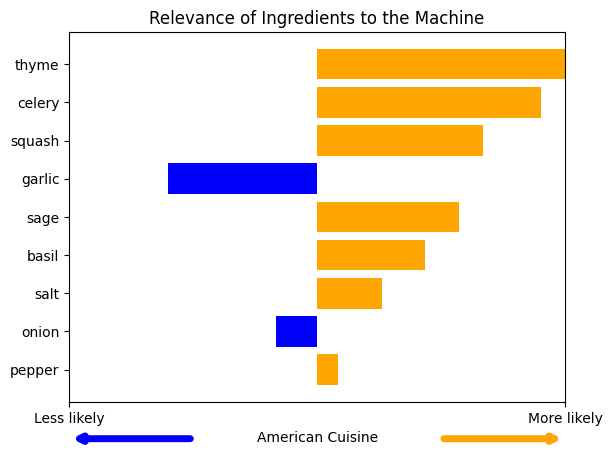 Relevance of Ingredients to the Machine
thyme
celery
squash
garlic
sage
basil
salt
onion
pepper
Less likely
More likely
American Cuisine